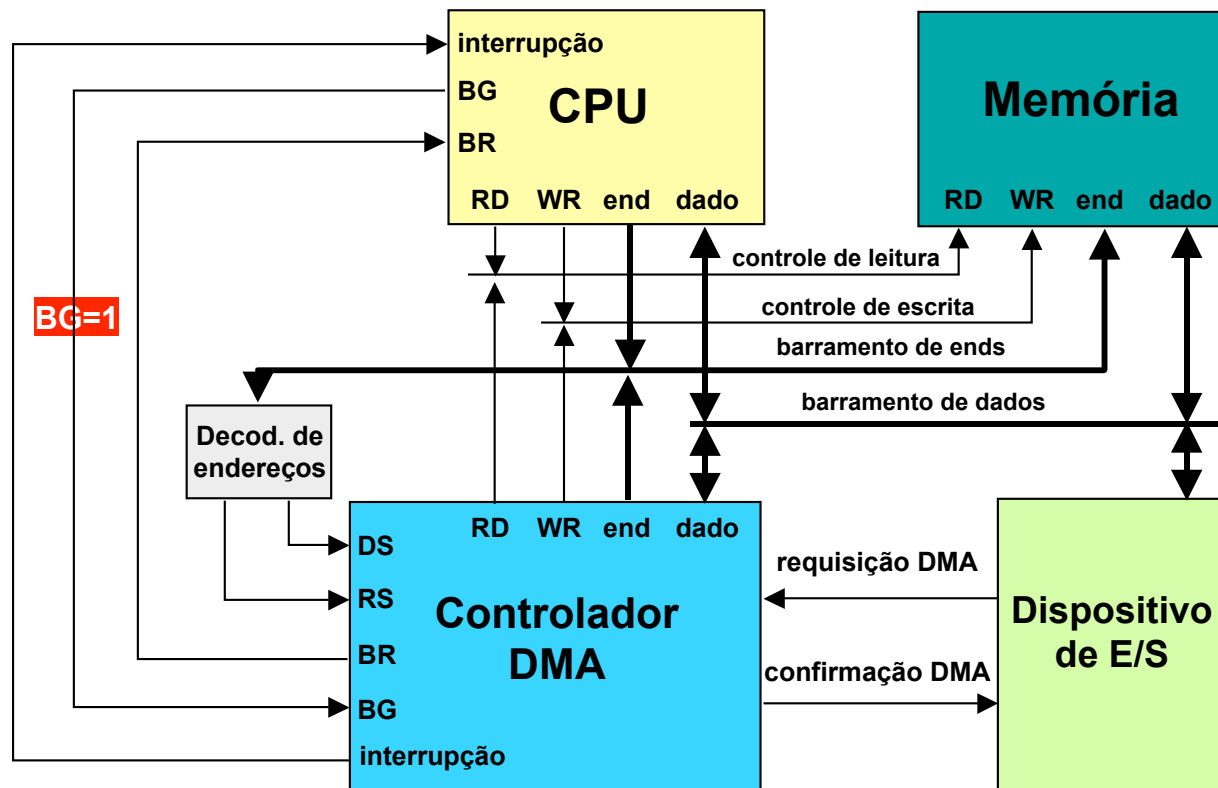 interrupção
BG
BR
CPU
RD WR end dado
Memória
RD WR end dado
controle de leitura
controle de escrita
barramento de ends
barramento de dados
BG=1
Decod. de
endereços
RD WR end dado
DS
RS
BR
BG
interrupção
Controlador
DMA
requisição DMA
confirmação DMA
Dispositivo
de E/S